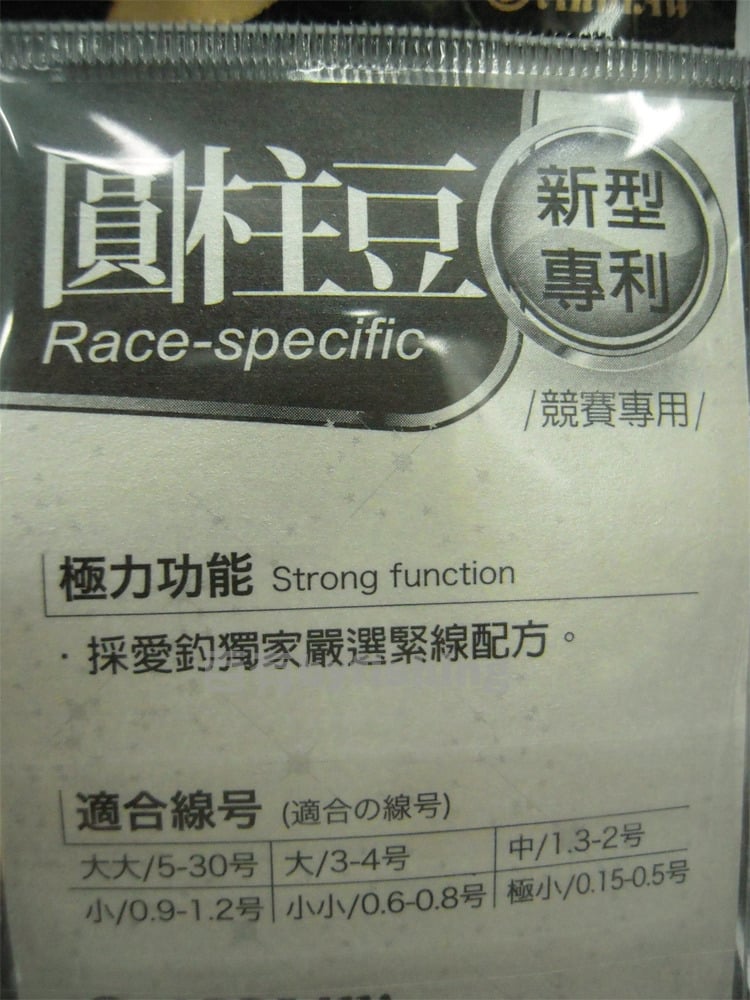 圓柱豆
Race-specific
新型
專利
/競賽專用/
極力功能 Strong function
·採愛釣獨家嚴選緊線配方。
適合線号 (適合の線号)
大大/5-30号 大/3-4号 中/1.3-2号
小/0.9-1.2号 小小/0.6-0.8号 極小/0.15-0.5号